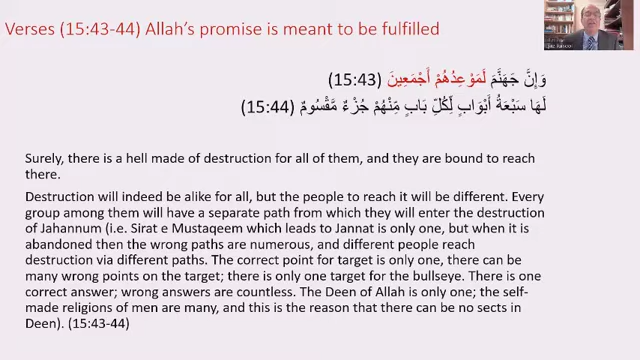 Verses (15:43-44) Allah's promise is meant to be fulfilled
وَإِنَّ جَهَنَّمَ لَمَوْعِدُهُمْ أَجْمَعِينَ (15:43)
لَهَا سَبْعَةُ أَبْوَابٍ لِّكُلِّ بَابٍ مِّنْهُمْ جُزْءٌ مَّقْسُومٌ (15:44)
Surely, there is a hell made of destruction for all of them, and they are bound to reach
there.
Destruction will indeed be alike for all, but the people to reach it will be different. Every
group among them will have a separate path from which they will enter the destruction
of Jahannum (i.e. Sirat e Mustaqeem which leads to Jannat is only one, but when it is
abandoned then the wrong paths are numerous, and different people reach
destruction via different paths. The correct point for target is only one, there can be
many wrong points on the target; there is only one target for the bullseye. There is one
correct answer; wrong answers are countless. The Deen of Allah is only one; the self-
made religions of men are many, and this is the reason that there can be no sects in
Deen). (15:43-44)